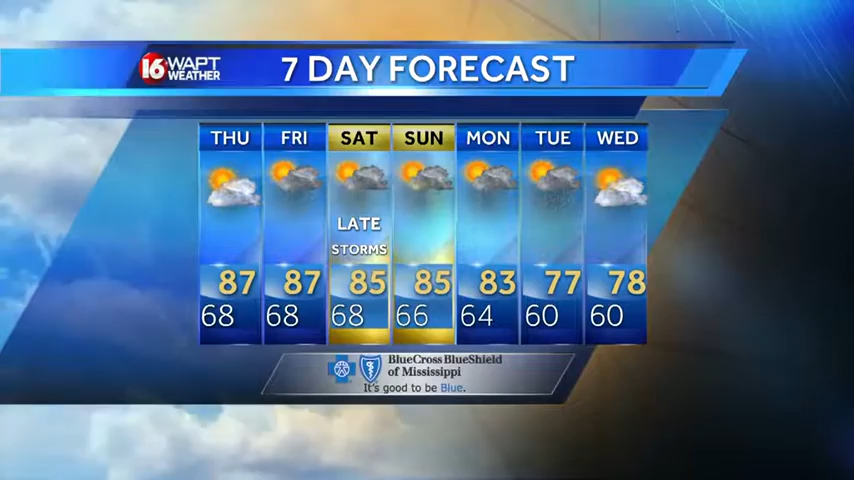 16 WAPT
WEATHER
7 DAY FORECAST
THU FRI SAT SUN MON TUE WED
LATE
STORMS
87 87 85 85 83 77 78
68 68 68 66 64 60 60
BlueCross BlueShield
of Mississippi
It's good to be Blue.